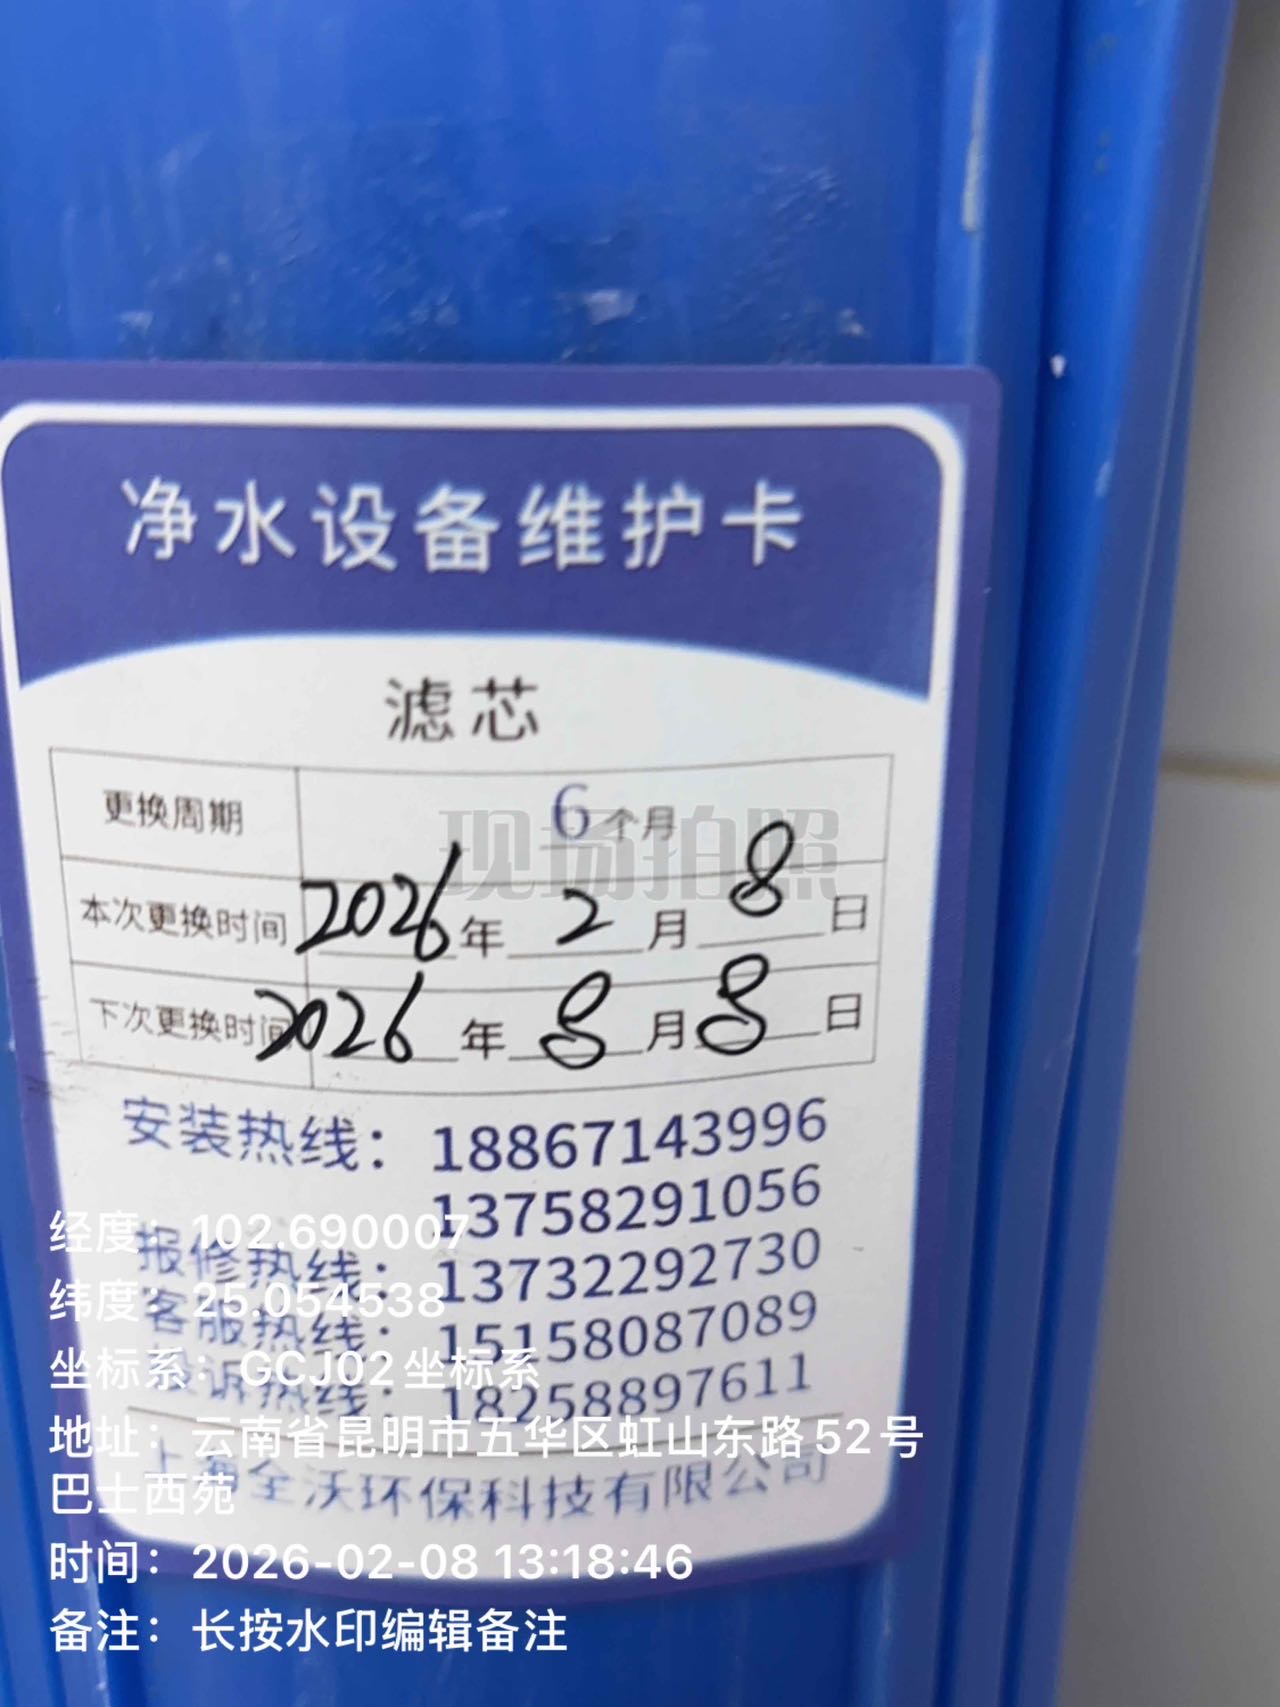 净水设备维护卡
滤芯
更换周期 6 个月
现场拍照
本次更换时间 2026 年 2 月 8 日
下次更换时间 2026 年 8 月 8 日
安装热线：18867143996
13758291056
经度：102.690007
报修热线：13732292730
纬度：25.054538
客服热线：15158087089
坐标系：GCJ02坐标系
投诉热线：18258897611
地址：云南省昆明市五华区虹山东路52号
巴士西苑
上海全沃环保科技有限公司
时间：2026-02-08 13:18:46
备注：长按水印编辑备注